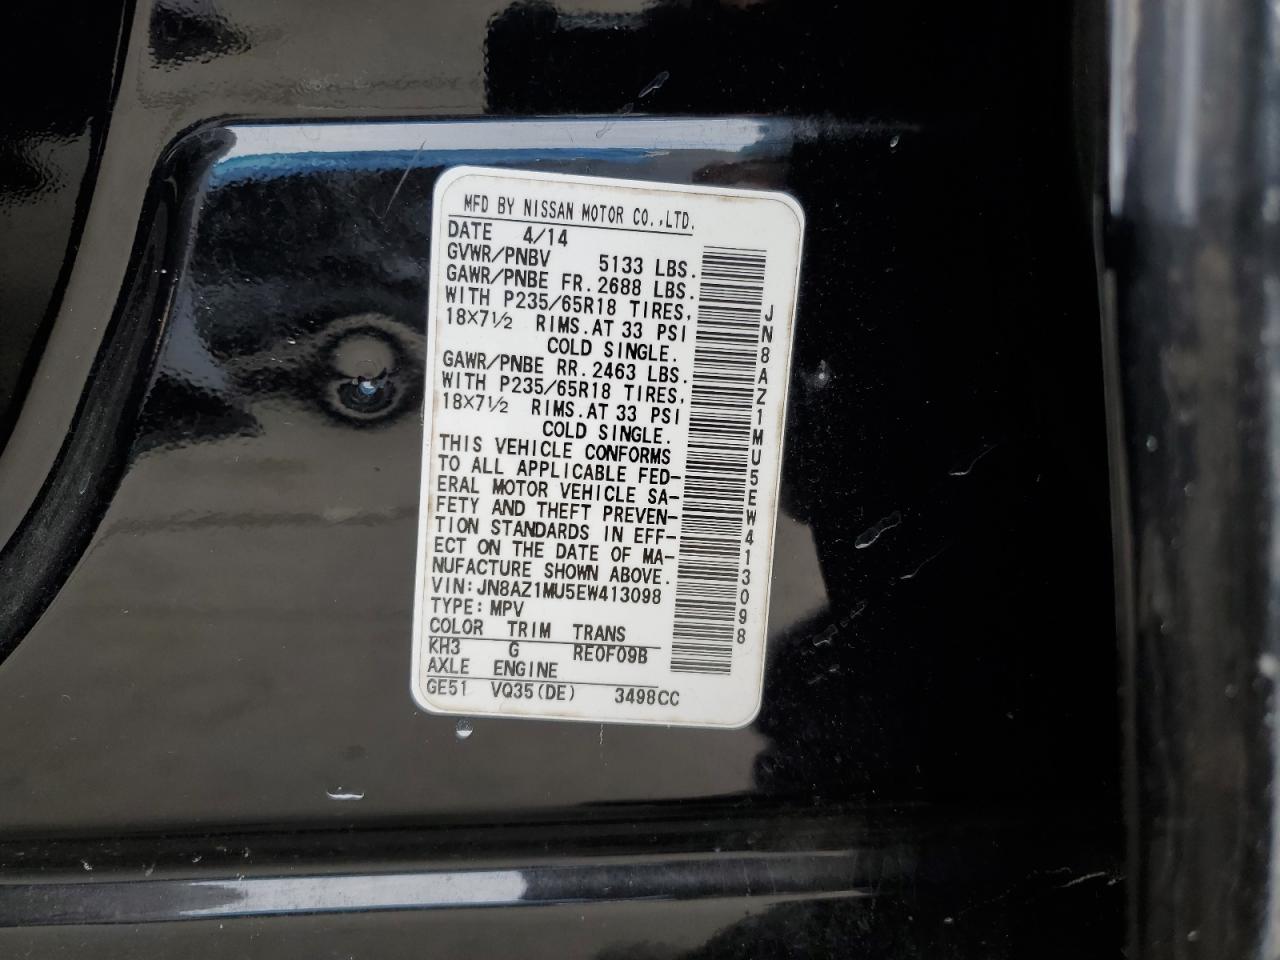 MFD BY NISSAN MOTOR CO.,LTD.
DATE 4/14
GVWR/PNBV 5133 LBS.
GAWR/PNBE FR. 2688 LBS.
WITH P235/65R18 TIRES,
18X7½ RIMS.AT 33 PSI
COLD SINGLE.
GAWR/PNBE RR. 2463 LBS.
WITH P235/65R18 TIRES,
18X7½ RIMS.AT 33 PSI
COLD SINGLE.
THIS VEHICLE CONFORMS
TO ALL APPLICABLE FED-
ERAL MOTOR VEHICLE SA-
FETY AND THEFT PREVEN-
TION STANDARDS IN EFF-
ECT ON THE DATE OF MA-
NUFACTURE SHOWN ABOVE.
VIN:JN8AZ1MU5EW413098
TYPE:MPV
COLOR TRIM TRANS
KH3 G RE0F09B
AXLE ENGINE
GE51 VQ35(DE) 3498CC
JN8AZ1MU5EW413098